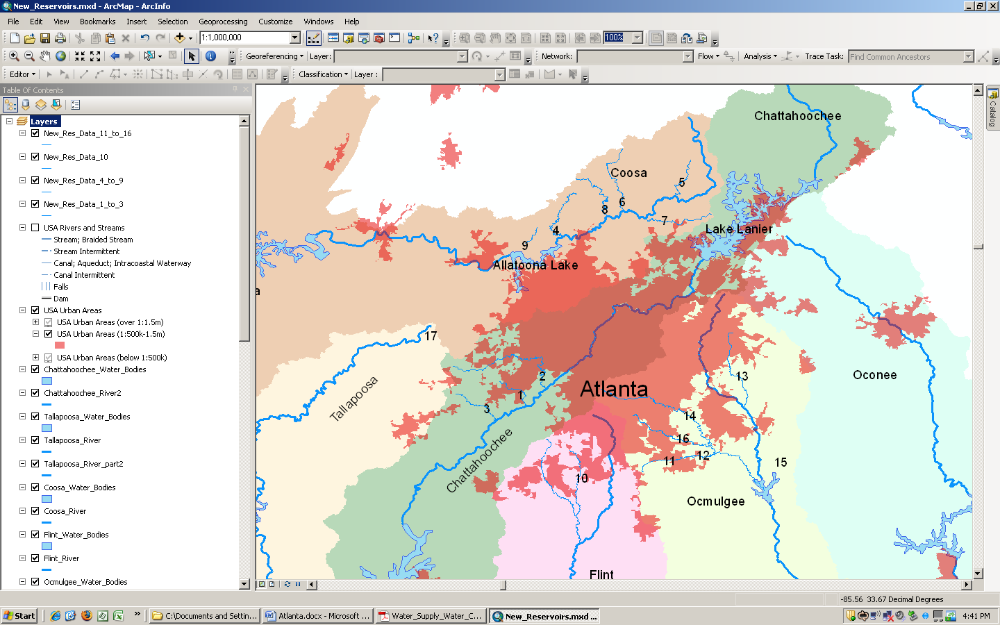 New_Reservoirs.mxd - ArcMap - ArcInfo
File Edit View Bookmarks Insert Selection Geoprocessing Customize Windows Help
1:1,000,000
100%
Georeferencing Layer:
Network: Flow Analysis Trace Task: Find Common Ancestors
Editor
Classification Layer :
Table Of Contents
Layers
New_Res_Data_11_to_16
New_Res_Data_10
New_Res_Data_4_to_9
New_Res_Data_1_to_3
USA Rivers and Streams
Stream; Braided Stream
Stream Intermittent
Canal; Aqueduct; Intracoastal Waterway
Canal Intermittent
Falls
Dam
USA Urban Areas
USA Urban Areas (over 1:1.5m)
USA Urban Areas (1:500k-1.5m)
USA Urban Areas (below 1:500k)
Chattahoochee_Water_Bodies
Chattahoochee_River2
Tallapoosa_Water_Bodies
Tallapoosa_River
Tallapoosa_River_part2
Coosa_Water_Bodies
Coosa_River
Flint_Water_Bodies
Flint_River
Ocmulgee_Water_Bodies
Chattahoochee
Coosa
5
6
8
7
4
Lake Lanier
9
Allatoona Lake
a
17
2
13
Oconee
Atlanta
1
Tallapoosa
3
14
16
12
11
15
Chattahoochee
10
Ocmulgee
Flint
Catalog
-85.56 33.67 Decimal Degrees
Start
»
C:\Documents and Settin...
Atlanta.docx - Microsoft ...
Water_Supply_Water_C...
New_Reservoirs.mxd ...
4:41 PM